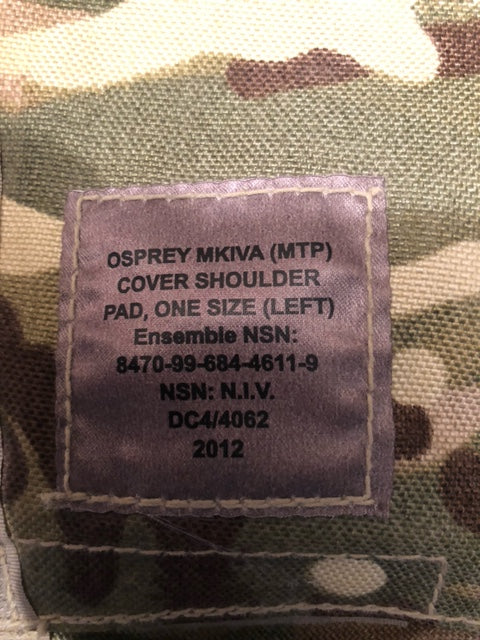 OSPREY MKIVA (MTP)
COVER SHOULDER
PAD, ONE SIZE (LEFT)
Ensemble NSN:
8470-99-684-4611-9
NSN: N.I.V.
DC4/4062
2012